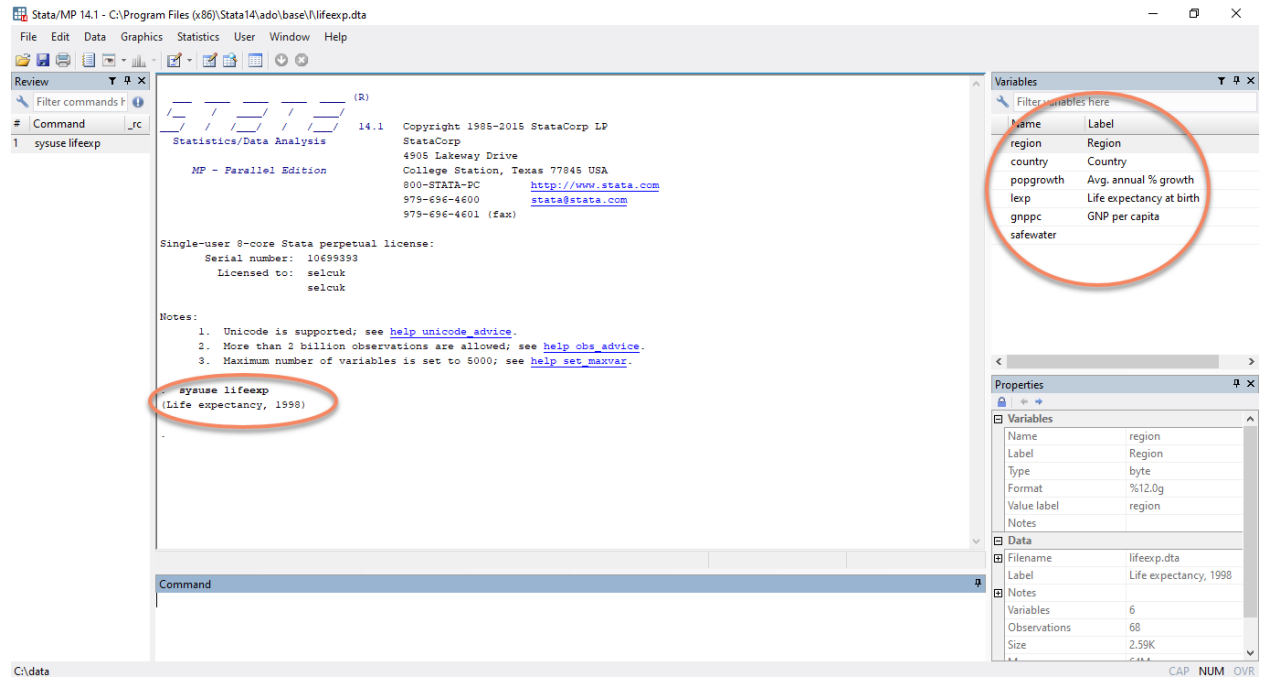 Stata/MP 14.1 - C:\Program Files (x86)\Stata14\ado\base\l\lifeexp.dta
File Edit Data Graphics Statistics User Window Help
Review
Filter commands h
# Command _rc
1 sysuse lifeexp
(R)
14.1 Copyright 1985-2015 StataCorp LP
Statistics/Data Analysis StataCorp
4905 Lakeway Drive
MP - Parallel Edition College Station, Texas 77845 USA
800-STATA-PC http://www.stata.com
979-696-4600 stata@stata.com
979-696-4601 (fax)
Single-user 8-core Stata perpetual license:
Serial number: 10699393
Licensed to: selcuk
selcuk
Notes:
1. Unicode is supported; see help unicode_advice.
2. More than 2 billion observations are allowed; see help obs_advice.
3. Maximum number of variables is set to 5000; see help set_maxvar.
. sysuse lifeexp
(Life expectancy, 1998)
.
Command
Variables
Filter variables here
Name Label
region Region
country Country
popgrowth Avg. annual % growth
lexp Life expectancy at birth
gnppc GNP per capita
safewater
Properties
Variables
Name region
Label Region
Type byte
Format %12.0g
Value label region
Notes
Data
Filename lifeexp.dta
Label Life expectancy, 1998
Notes
Variables 6
Observations 68
Size 2.59K
C:\data
CAP NUM OVR